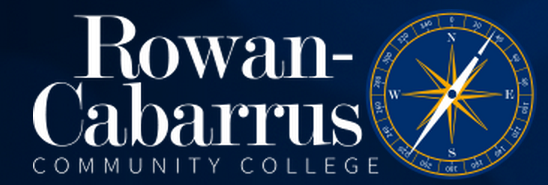 Rowan-
Cabarrus
COMMUNITY COLLEGE
N
W E
S